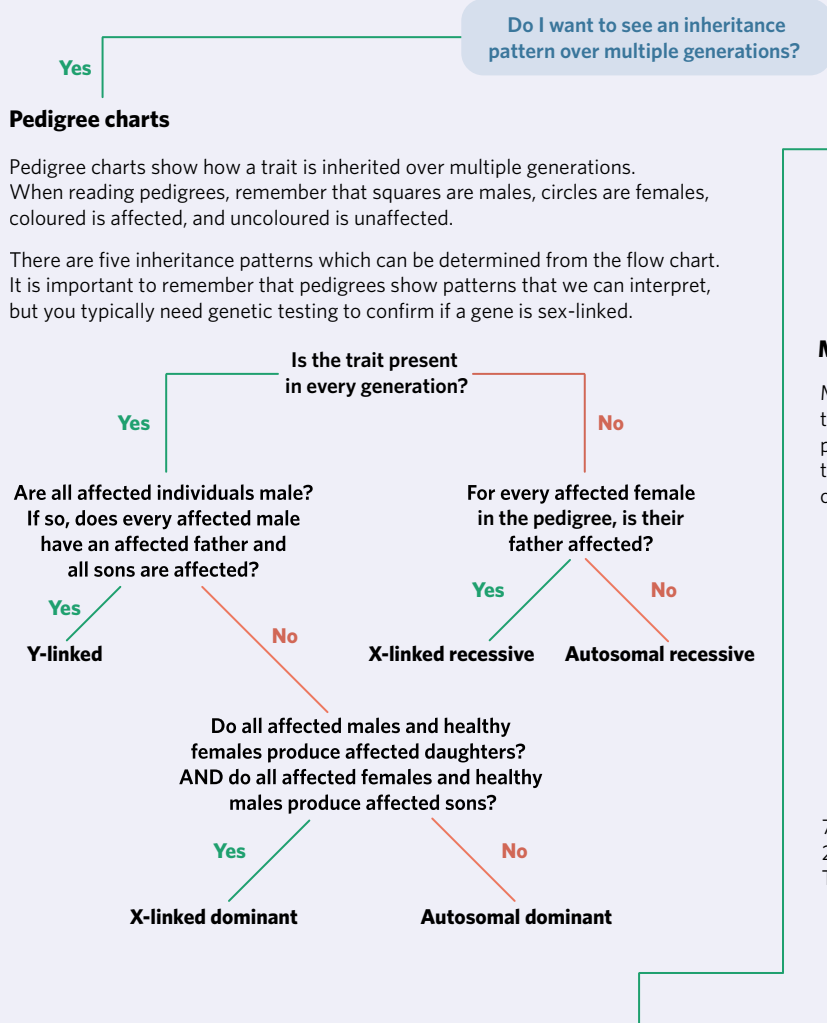 Do I want to see an inheritance
pattern over multiple generations?
Yes
Pedigree charts
Pedigree charts show how a trait is inherited over multiple generations.
When reading pedigrees, remember that squares are males, circles are females,
coloured is affected, and uncoloured is unaffected.
There are five inheritance patterns which can be determined from the flow chart.
It is important to remember that pedigrees show patterns that we can interpret,
but you typically need genetic testing to confirm if a gene is sex-linked.
Is the trait present
in every generation?
Yes
No
Are all affected individuals male?
If so, does every affected male
have an affected father and
all sons are affected?
For every affected female
in the pedigree, is their
father affected?
Yes
No
Yes
No
Y-linked
X-linked recessive
Autosomal recessive
Do all affected males and healthy
females produce affected daughters?
AND do all affected females and healthy
males produce affected sons?
Yes
No
X-linked dominant
Autosomal dominant